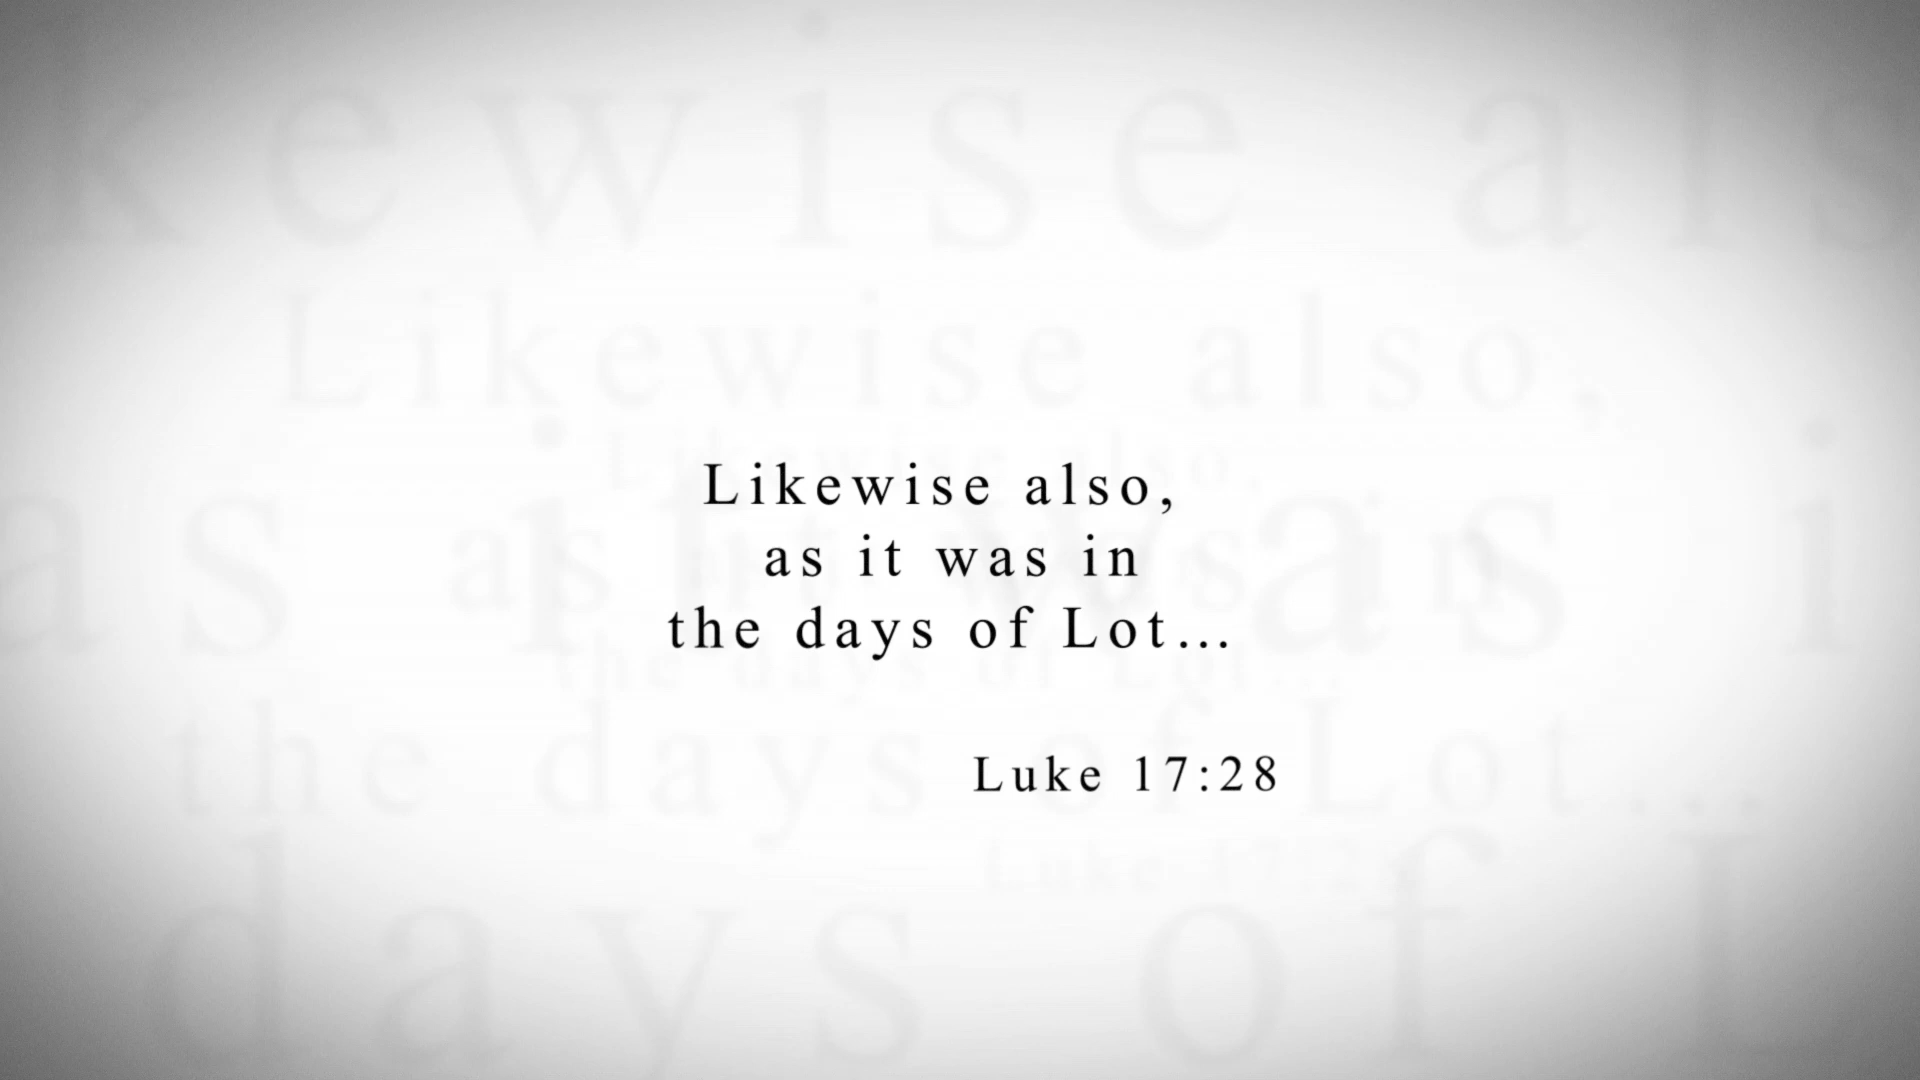 Likewise also,
as it was in
the days of Lot...
Luke 17:28